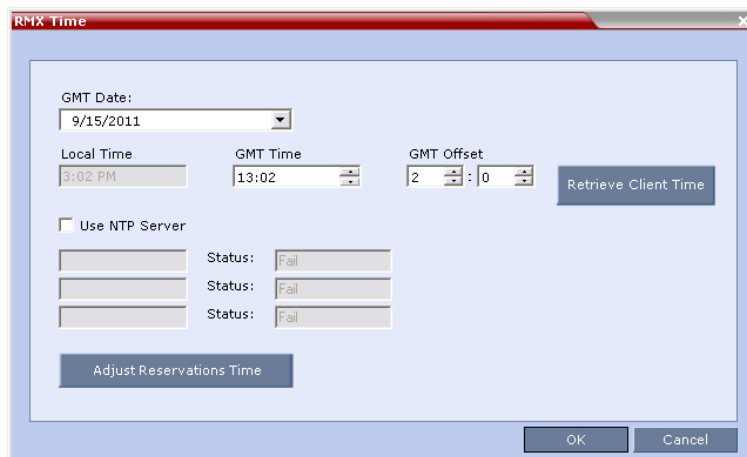 RMX Time
GMT Date:
9/15/2011
Local Time GMT Time GMT Offset
3:02 PM 13:02 2 : 0 Retrieve Client Time
Use NTP Server
Status: Fail
Status: Fail
Status: Fail
Adjust Reservations Time
OK Cancel